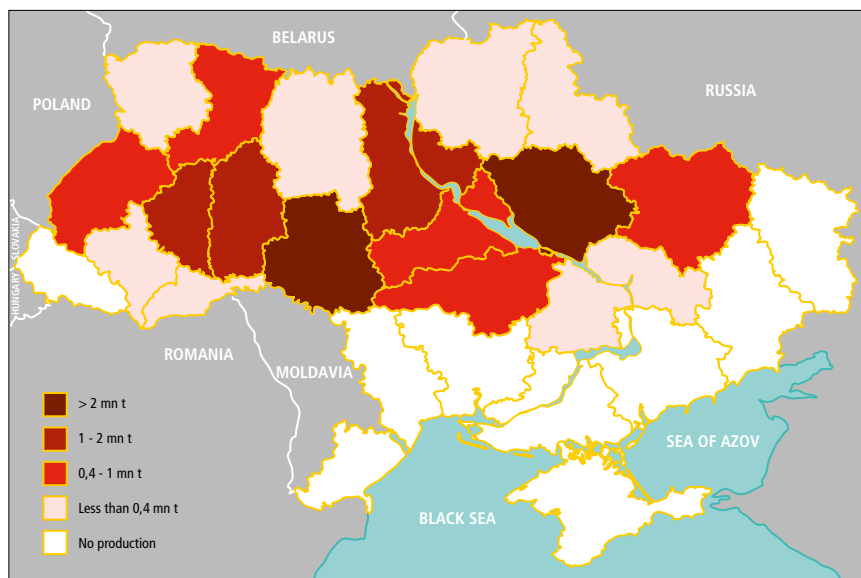 BELARUS
POLAND
RUSSIA
HUNGARY
SLOVAKIA
ROMANIA
MOLDAVIA
> 2 mn t
1 - 2 mn t
0,4 - 1 mn t
Less than 0,4 mn t
No production
SEA OF AZOV
BLACK SEA